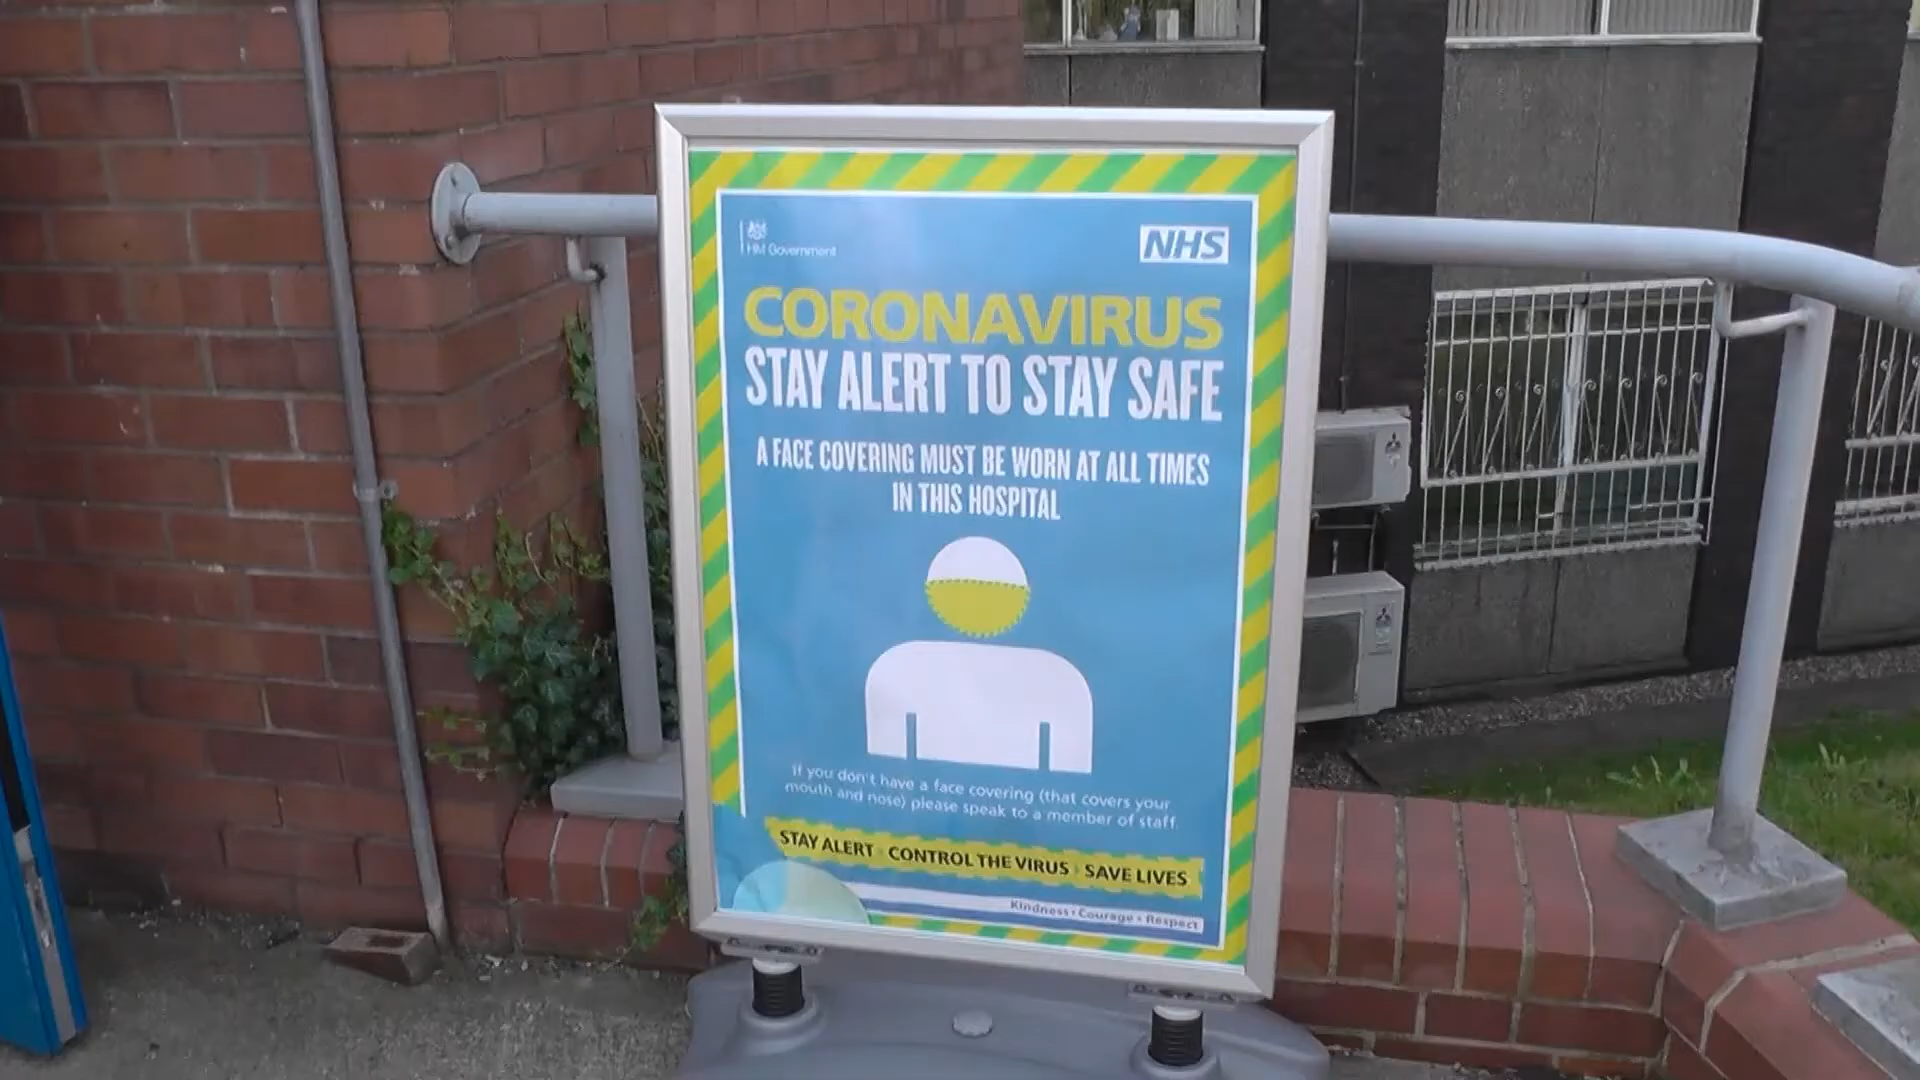 HM Government
NHS
CORONAVIRUS
STAY ALERT TO STAY SAFE
A FACE COVERING MUST BE WORN AT ALL TIMES
IN THIS HOSPITAL
If you don't have a face covering (that covers your
mouth and nose) please speak to a member of staff.
STAY ALERT CONTROL THE VIRUS SAVE LIVES
Kindness • Courage • Respect